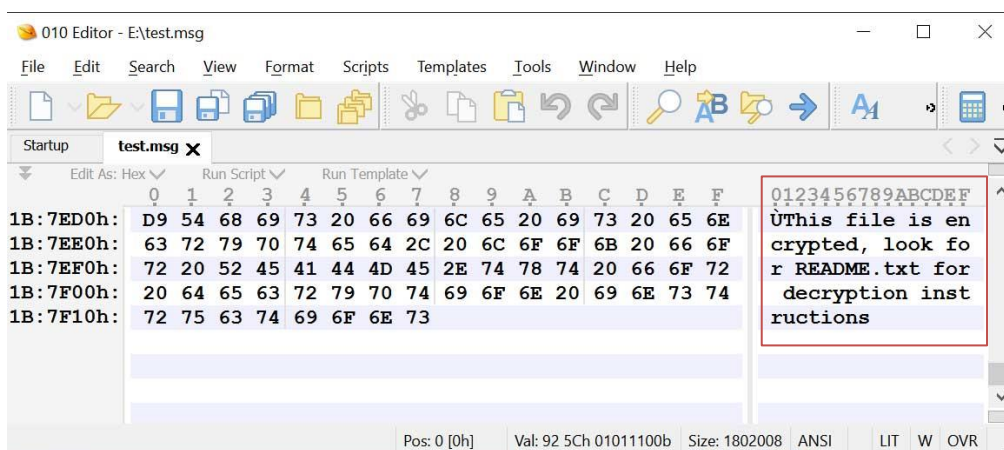 010 Editor - E:\test.msg
File Edit Search View Format Scripts Templates Tools Window Help
Startup test.msg
Edit As: Hex Run Script Run Template
0 1 2 3 4 5 6 7 8 9 A B C D E F 0123456789ABCDEF
1B:7ED0h: D9 54 68 69 73 20 66 69 6C 65 20 69 73 20 65 6E ÙThis file is en
1B:7EE0h: 63 72 79 70 74 65 64 2C 20 6C 6F 6F 6B 20 66 6F crypted, look fo
1B:7EF0h: 72 20 52 45 41 44 4D 45 2E 74 78 74 20 66 6F 72 r README.txt for
1B:7F00h: 20 64 65 63 72 79 70 74 69 6F 6E 20 69 6E 73 74  decryption inst
1B:7F10h: 72 75 63 74 69 6F 6E 73 ructions
Pos: 0 [0h] Val: 92 5Ch 01011100b Size: 1802008 ANSI LIT W OVR